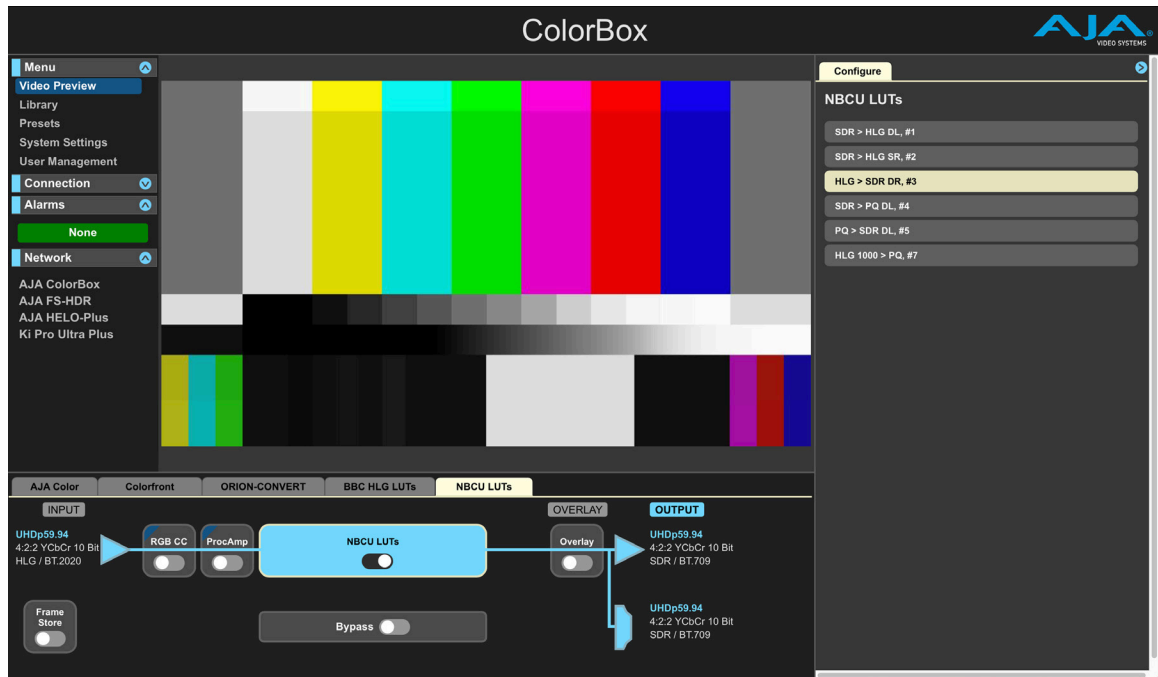 ColorBox
AJA
VIDEO SYSTEMS
Menu
Video Preview
Library
Presets
System Settings
User Management
Connection
Alarms
None
Network
AJA ColorBox
AJA FS-HDR
AJA HELO-Plus
Ki Pro Ultra Plus
Configure
NBCU LUTs
SDR > HLG DL, #1
SDR > HLG SR, #2
HLG > SDR DR, #3
SDR > PQ DL, #4
PQ > SDR DL, #5
HLG 1000 > PQ, #7
AJA Color
Colorfront
ORION-CONVERT
BBC HLG LUTs
NBCU LUTs
INPUT
OVERLAY
OUTPUT
UHDp59.94
4:2:2 YCbCr 10 Bit
HLG / BT.2020
RGB CC
ProcAmp
NBCU LUTs
Overlay
UHDp59.94
4:2:2 YCbCr 10 Bit
SDR / BT.709
Frame
Store
Bypass
UHDp59.94
4:2:2 YCbCr 10 Bit
SDR / BT.709